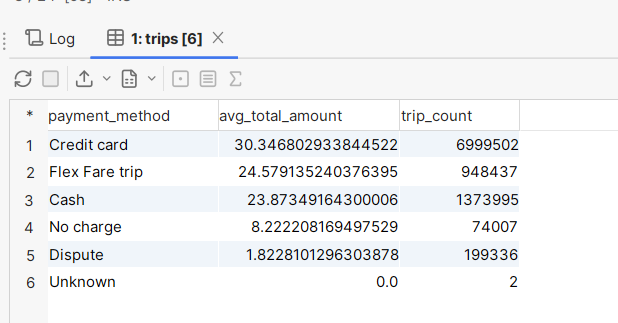 Log 1: trips [6]
* payment_method avg_total_amount trip_count
1 Credit card 30.346802933844522 6999502
2 Flex Fare trip 24.579135240376395 948437
3 Cash 23.87349164300006 1373995
4 No charge 8.222208169497529 74007
5 Dispute 1.8228101296303878 199336
6 Unknown 0.0 2